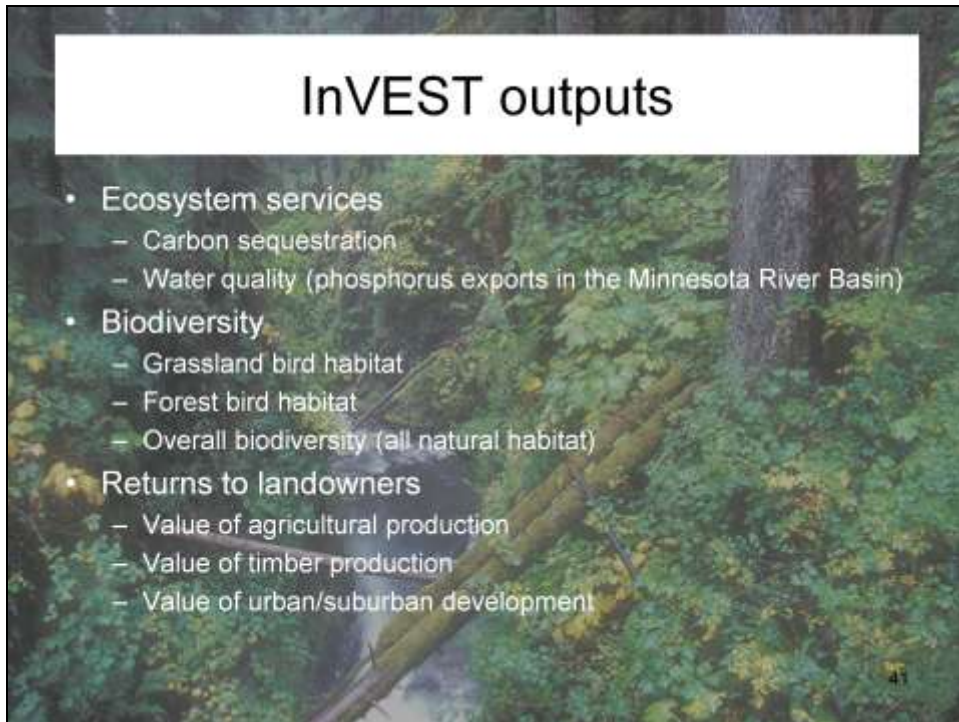 InVEST outputs
• Ecosystem services
– Carbon sequestration
– Water quality (phosphorus exports in the Minnesota River Basin)
• Biodiversity
– Grassland bird habitat
– Forest bird habitat
– Overall biodiversity (all natural habitat)
• Returns to landowners
– Value of agricultural production
– Value of timber production
– Value of urban/suburban development
41